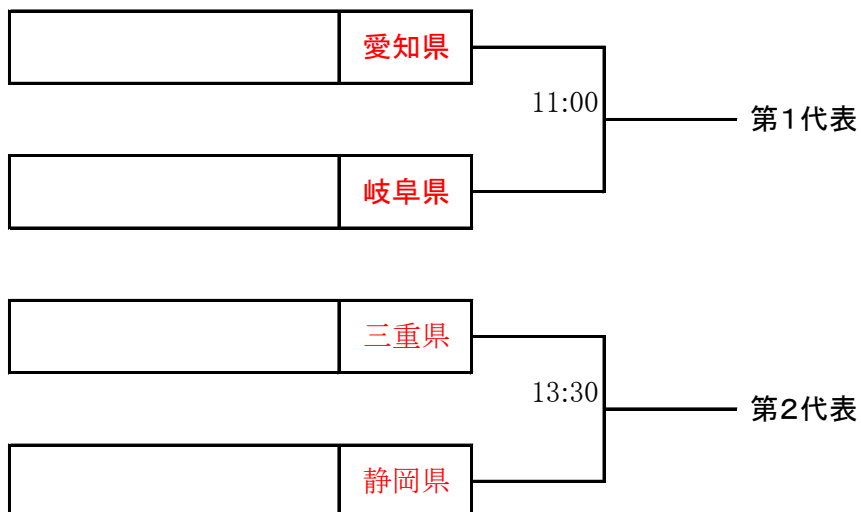 愛知県
11:00
第1代表
岐阜県
三重県
13:30
第2代表
静岡県